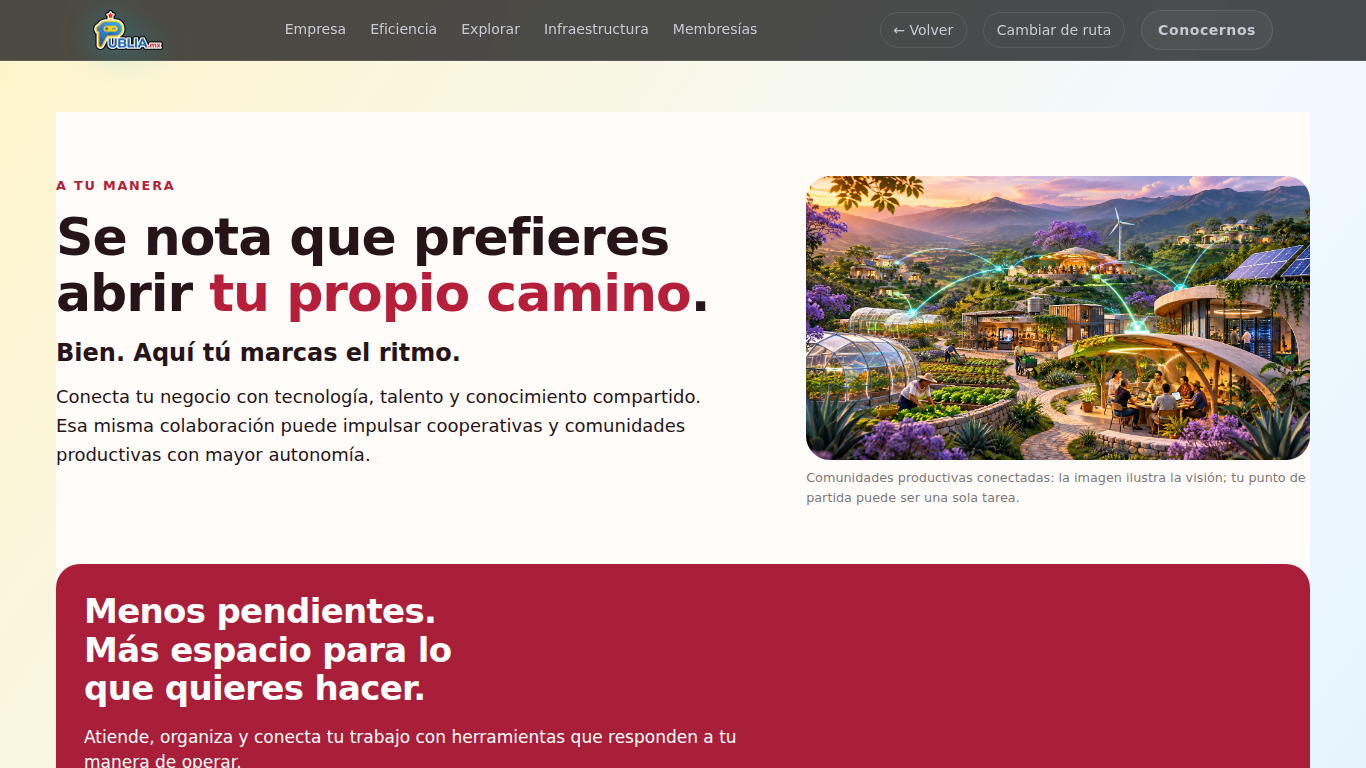 PUBLIA.mx
Empresa
Eficiencia
Explorar
Infraestructura
Membresías
← Volver
Cambiar de ruta
Conocernos
A TU MANERA
Se nota que prefieres
abrir tu propio camino.
Bien. Aquí tú marcas el ritmo.
Conecta tu negocio con tecnología, talento y conocimiento compartido.
Esa misma colaboración puede impulsar cooperativas y comunidades
productivas con mayor autonomía.
Comunidades productivas conectadas: la imagen ilustra la visión; tu punto de
partida puede ser una sola tarea.
Menos pendientes.
Más espacio para lo
que quieres hacer.
Atiende, organiza y conecta tu trabajo con herramientas que responden a tu
manera de operar.